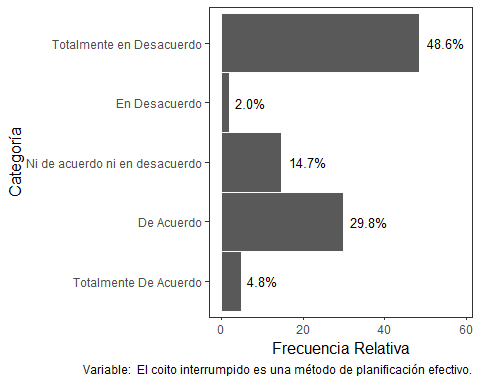 Totalmente en Desacuerdo
48.6%
En Desacuerdo
2.0%
Ni de acuerdo ni en desacuerdo
14.7%
De Acuerdo
29.8%
Totalmente De Acuerdo
4.8%
Categoría
0 20 40 60
Frecuencia Relativa
Variable: El coito interrumpido es una método de planificación efectivo.